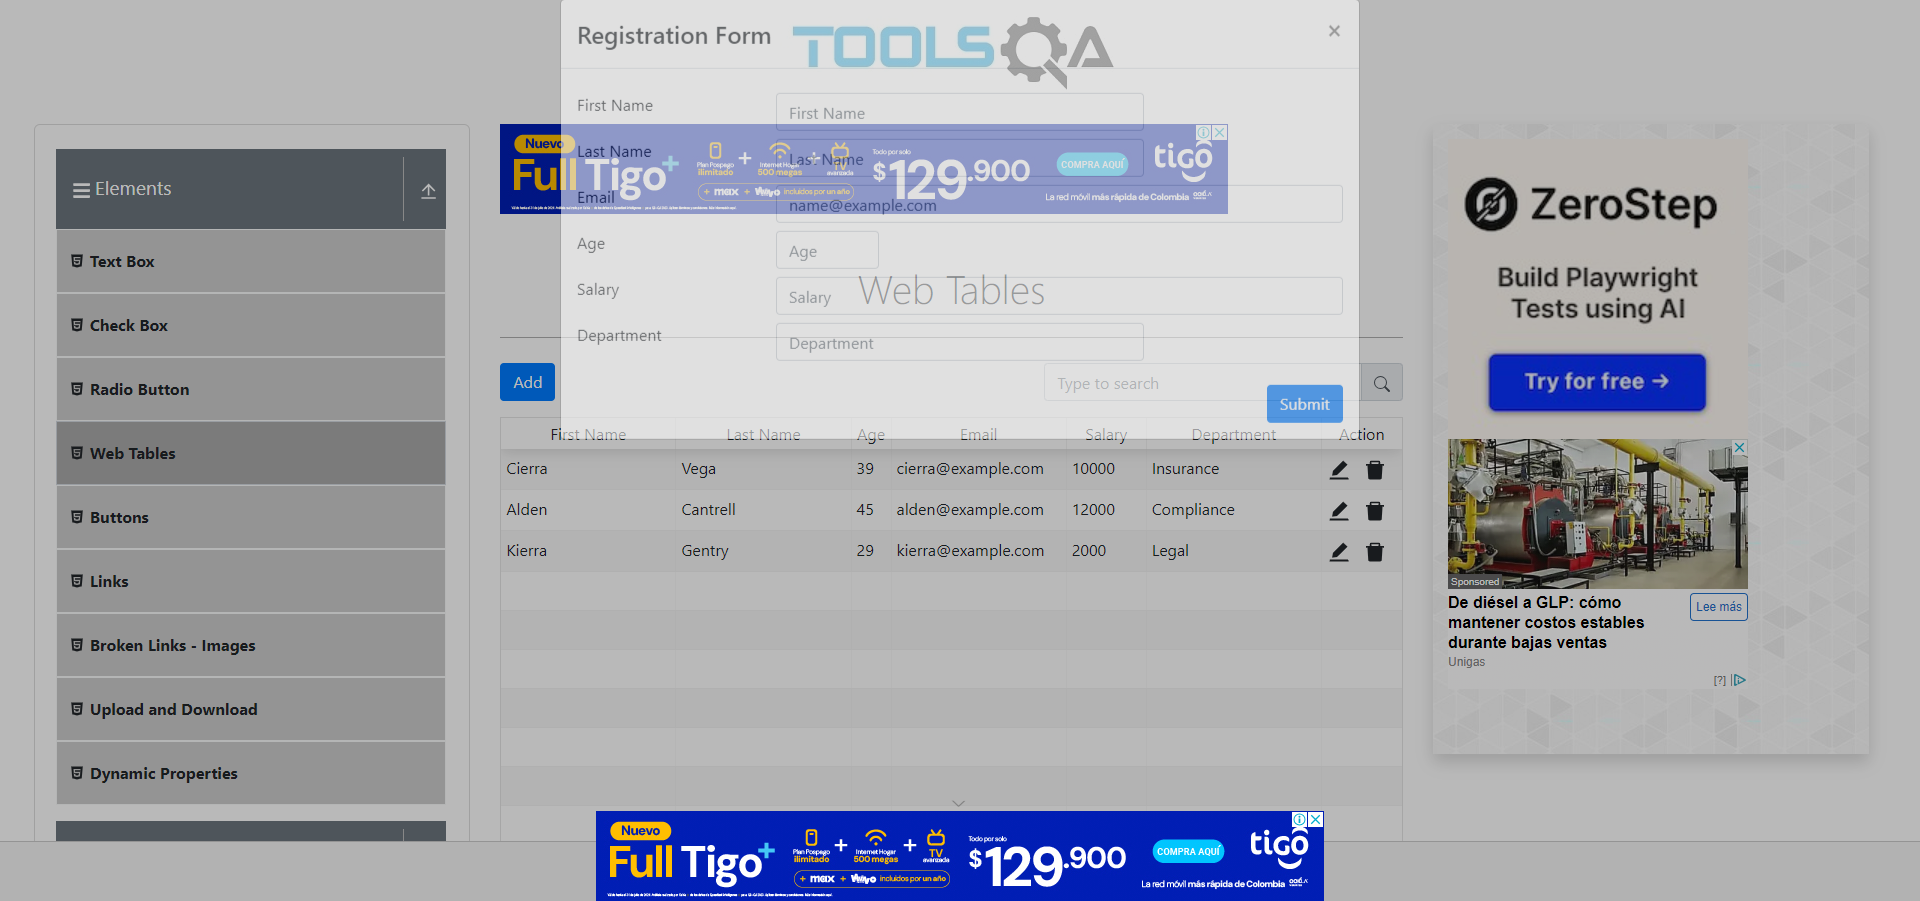 Registration Form
TOOLSQA
×
First Name
First Name
Last Name
Last Name
Email
name@example.com
Age
Age
Salary
Salary
Department
Department
Submit
Elements
Text Box
Check Box
Radio Button
Web Tables
Buttons
Links
Broken Links - Images
Upload and Download
Dynamic Properties
Nuevo
Full Tigo+
Plan Pospago
ilimitado
+
Internet Hogar
500 megas
+
TV
avanzada
+ max + Wayo incluidos por un año
Todo por solo
$129.900
COMPRA AQUÍ
tigo
La red móvil más rápida de Colombia
Web Tables
Add
Type to search
First Name Last Name Age Email Salary Department Action
Cierra Vega 39 cierra@example.com 10000 Insurance
Alden Cantrell 45 alden@example.com 12000 Compliance
Kierra Gentry 29 kierra@example.com 2000 Legal
ZeroStep
Build Playwright
Tests using AI
Try for free →
Sponsored
De diésel a GLP: cómo
mantener costos estables
durante bajas ventas
Lee más
Unigas
[?]
Nuevo
Full Tigo+
Plan Pospago
ilimitado
+
Internet Hogar
500 megas
+
TV
avanzada
+ max + Wayo incluidos por un año
Todo por solo
$129.900
COMPRA AQUÍ
tigo
La red móvil más rápida de Colombia